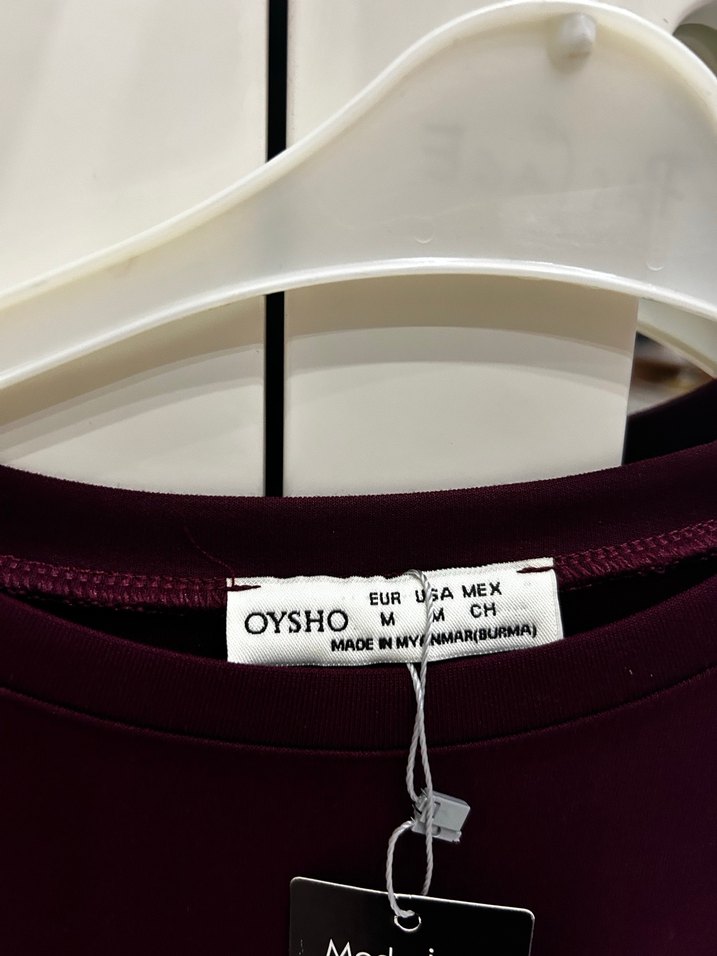 OYSHO
EUR USA MEX
M M CH
MADE IN MYANMAR(BURMA)